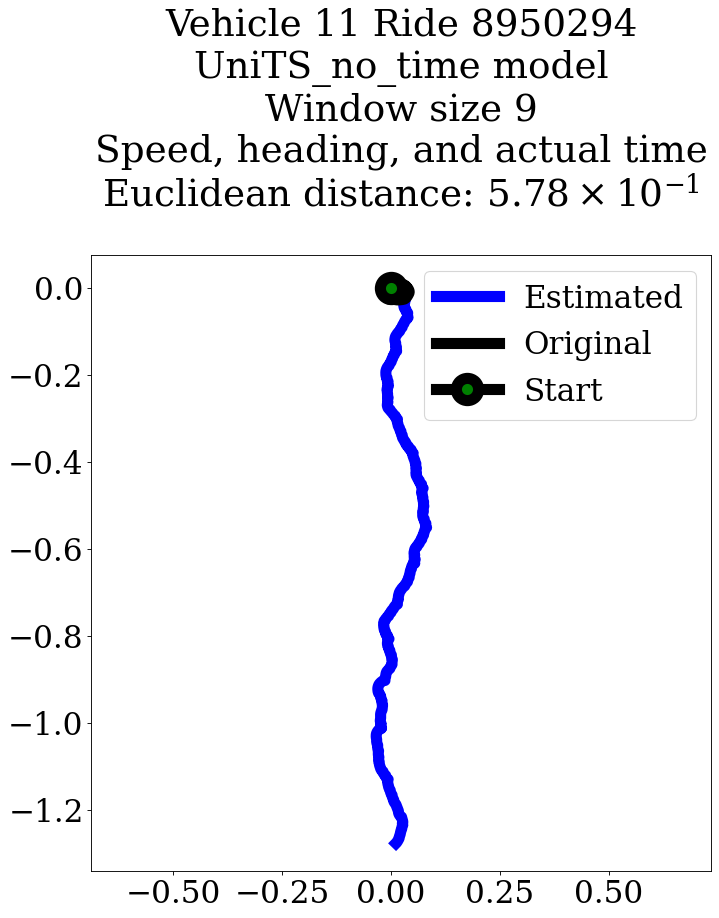 Vehicle 11 Ride 8950294
UniTS_no_time model
Window size 9
Speed, heading, and actual time
Euclidean distance: 5.78 × 10⁻¹
Estimated
Original
Start
0.0
−0.2
−0.4
−0.6
−0.8
−1.0
−1.2
−0.50 −0.25 0.00 0.25 0.50